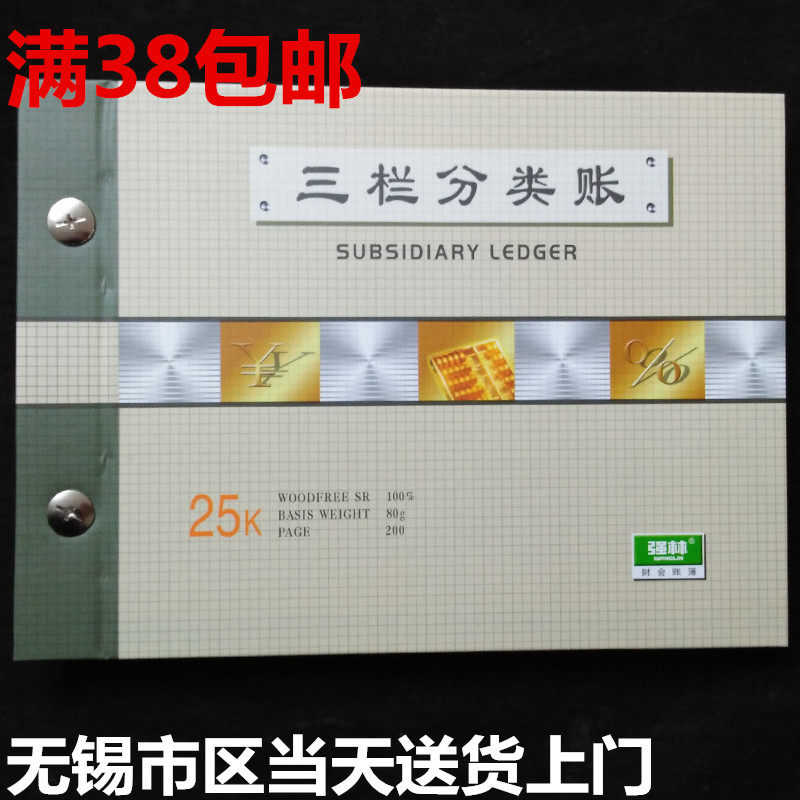 满38包邮
三栏分类账
SUBSIDIARY LEDGER
¥
%
25K
WOODFREE SR 100%
BASIS WEIGHT 80g
PAGE 200
强林®
QIANGLIN
财会账簿
无锡市区当天送货上门